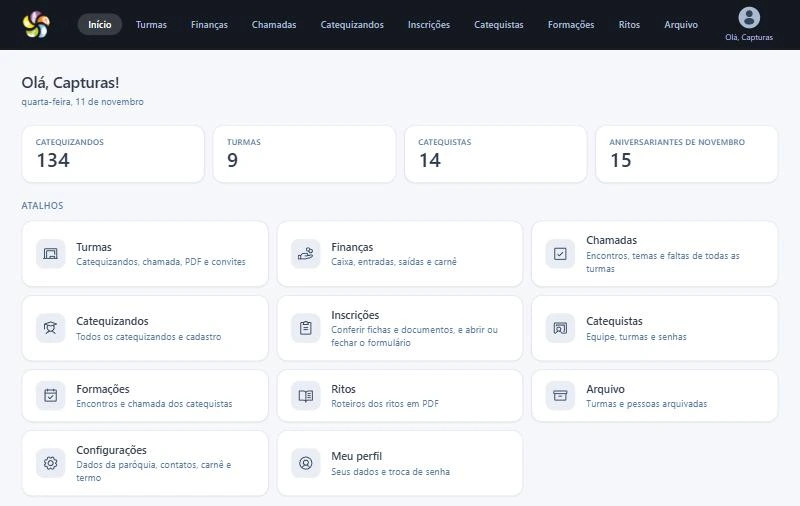 Início
Turmas
Finanças
Chamadas
Catequizandos
Inscrições
Catequistas
Formações
Ritos
Arquivo
Olá, Capturas
Olá, Capturas!
quarta-feira, 11 de novembro
CATEQUIZANDOS
134
TURMAS
9
CATEQUISTAS
14
ANIVERSARIANTES DE NOVEMBRO
15
ATALHOS
Turmas
Catequizandos, chamada, PDF e convites
Finanças
Caixa, entradas, saídas e carnê
Chamadas
Encontros, temas e faltas de todas as
turmas
Catequizandos
Todos os catequizandos e cadastro
Inscrições
Conferir fichas e documentos, e abrir ou
fechar o formulário
Catequistas
Equipe, turmas e senhas
Formações
Encontros e chamada dos catequistas
Ritos
Roteiros dos ritos em PDF
Arquivo
Turmas e pessoas arquivadas
Configurações
Dados da paróquia, contatos, carnê e
termo
Meu perfil
Seus dados e troca de senha